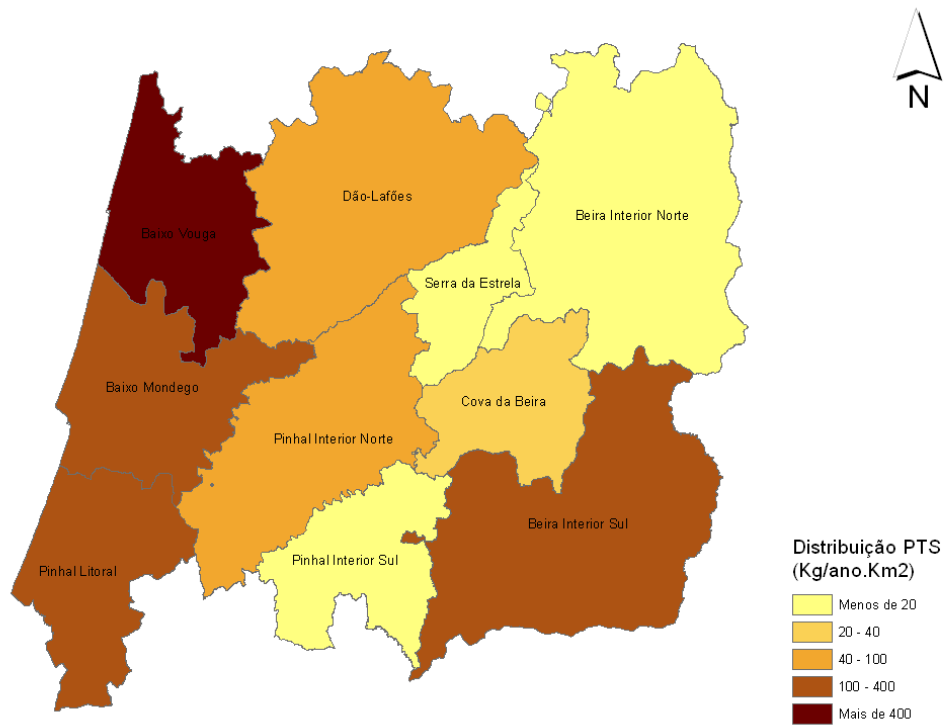 N
Dão-Lafões
Beira Interior Norte
Baixo Vouga
Serra da Estrela
Baixo Mondego
Cova da Beira
Pinhal Interior Norte
Beira Interior Sul
Pinhal Interior Sul
Pinhal Litoral
Distribuição PTS
(Kg/ano.Km2)
Menos de 20
20 - 40
40 - 100
100 - 400
Mais de 400